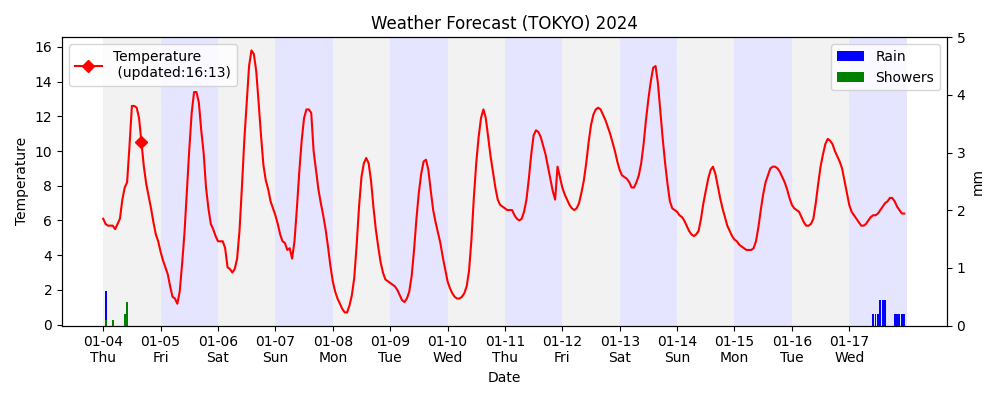 Weather Forecast (TOKYO) 2024
Temperature
(updated:16:13)
Rain
Showers
16
14
12
10
8
6
4
2
0
Temperature
5
4
3
2
1
0
mm
01-04 01-05 01-06 01-07 01-08 01-09 01-10 01-11 01-12 01-13 01-14 01-15 01-16 01-17
Thu Fri Sat Sun Mon Tue Wed Thu Fri Sat Sun Mon Tue Wed
Date